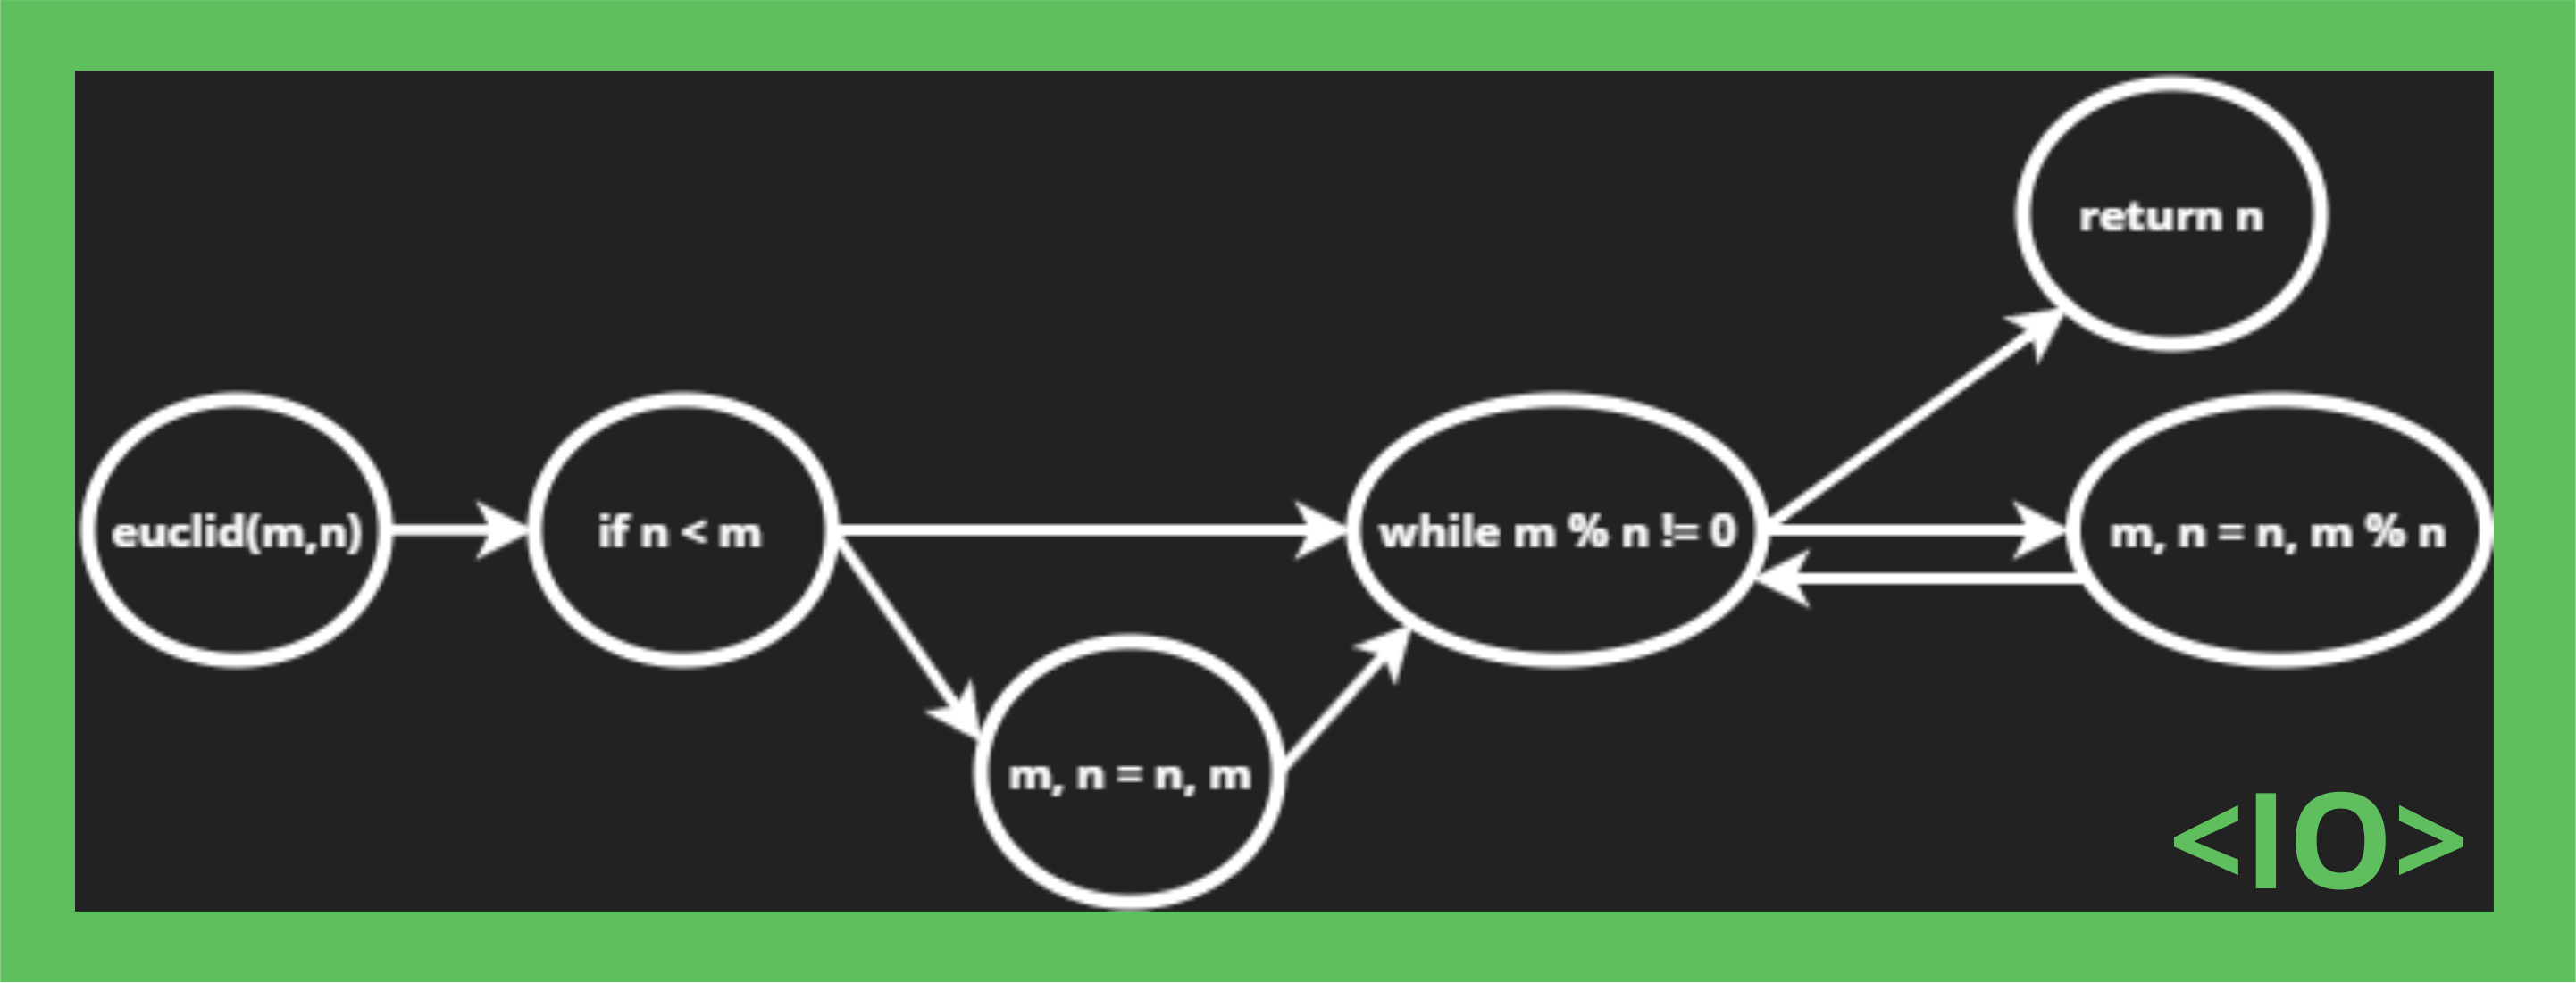 return n
euclid(m,n)
if n < m
while m % n != 0
m, n = n, m % n
m, n = n, m
<IO>